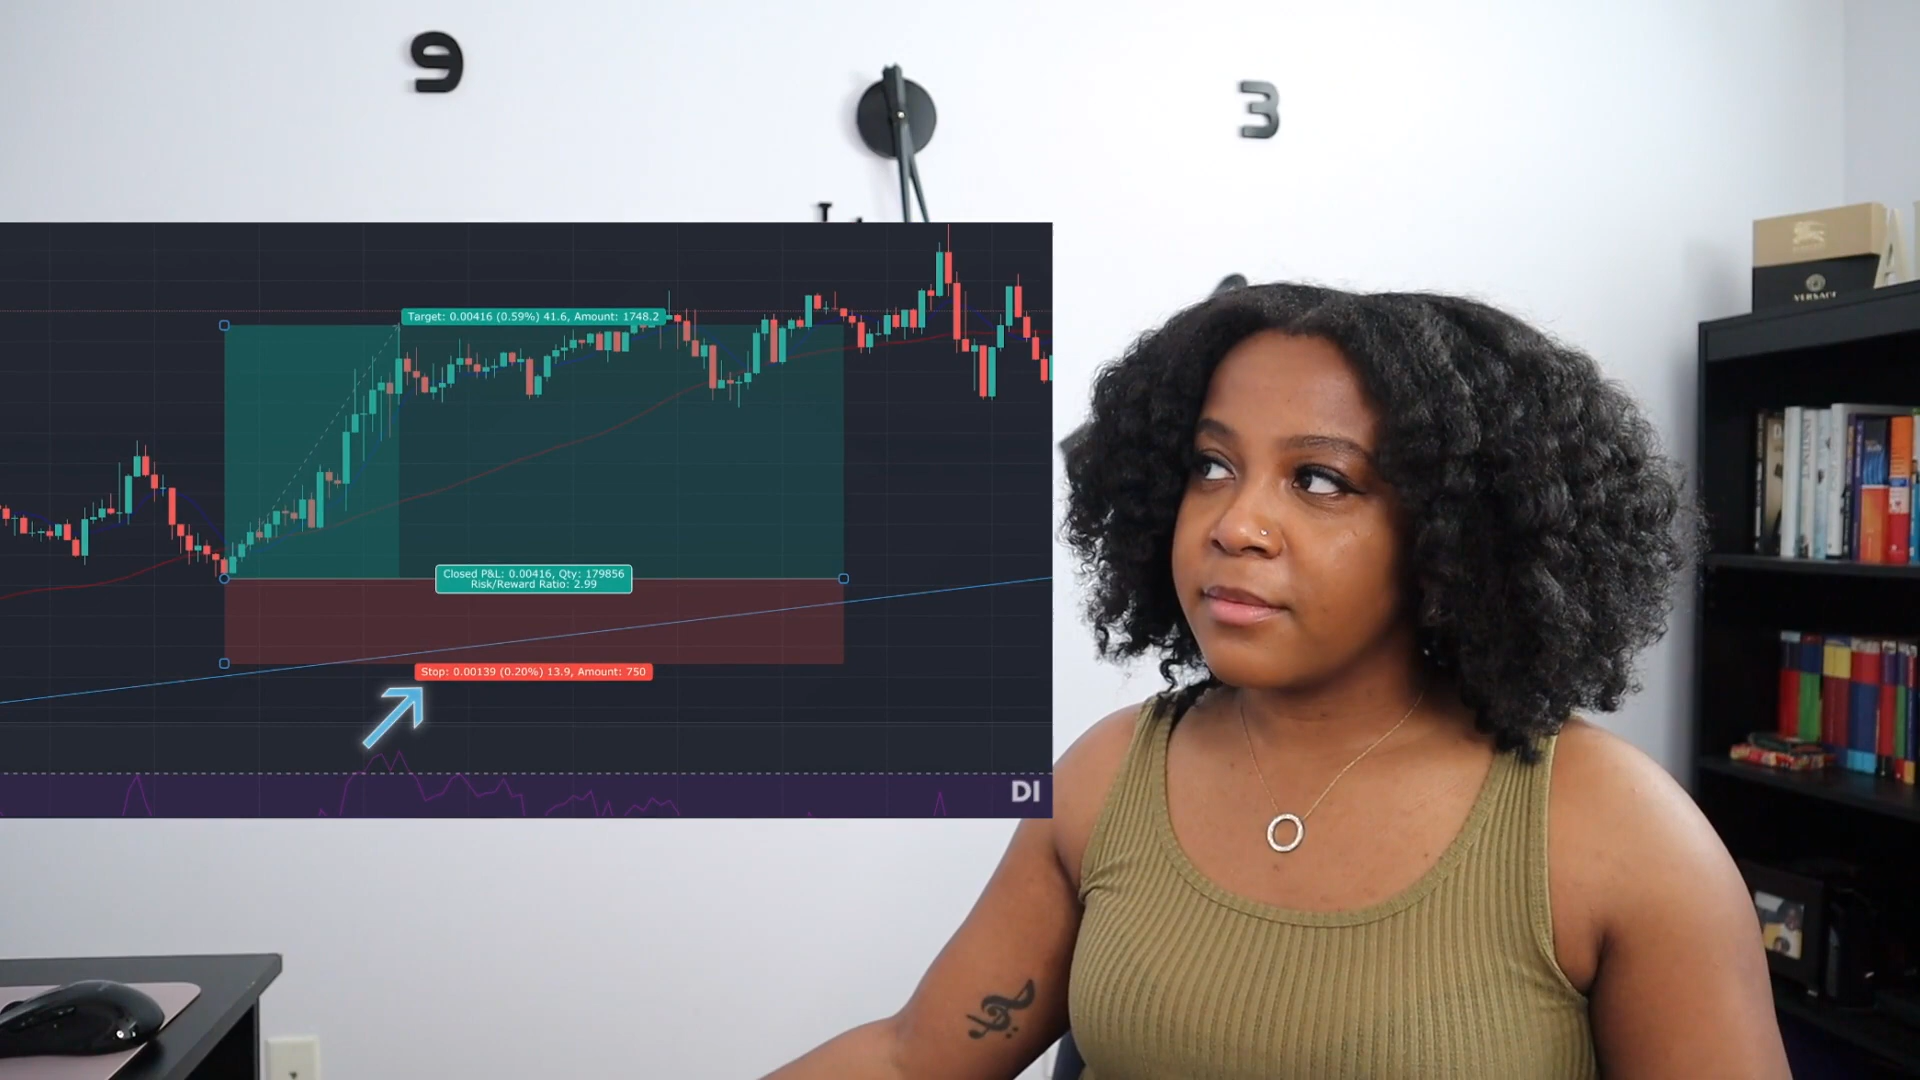 9
3
Target: 0.00416 (0.59%) 41.6, Amount: 1748.2
Closed P&L: 0.00416, Qty: 179856
Risk/Reward Ratio: 2.99
Stop: 0.00139 (0.20%) 13.9, Amount: 750
DI
VERSACE
A